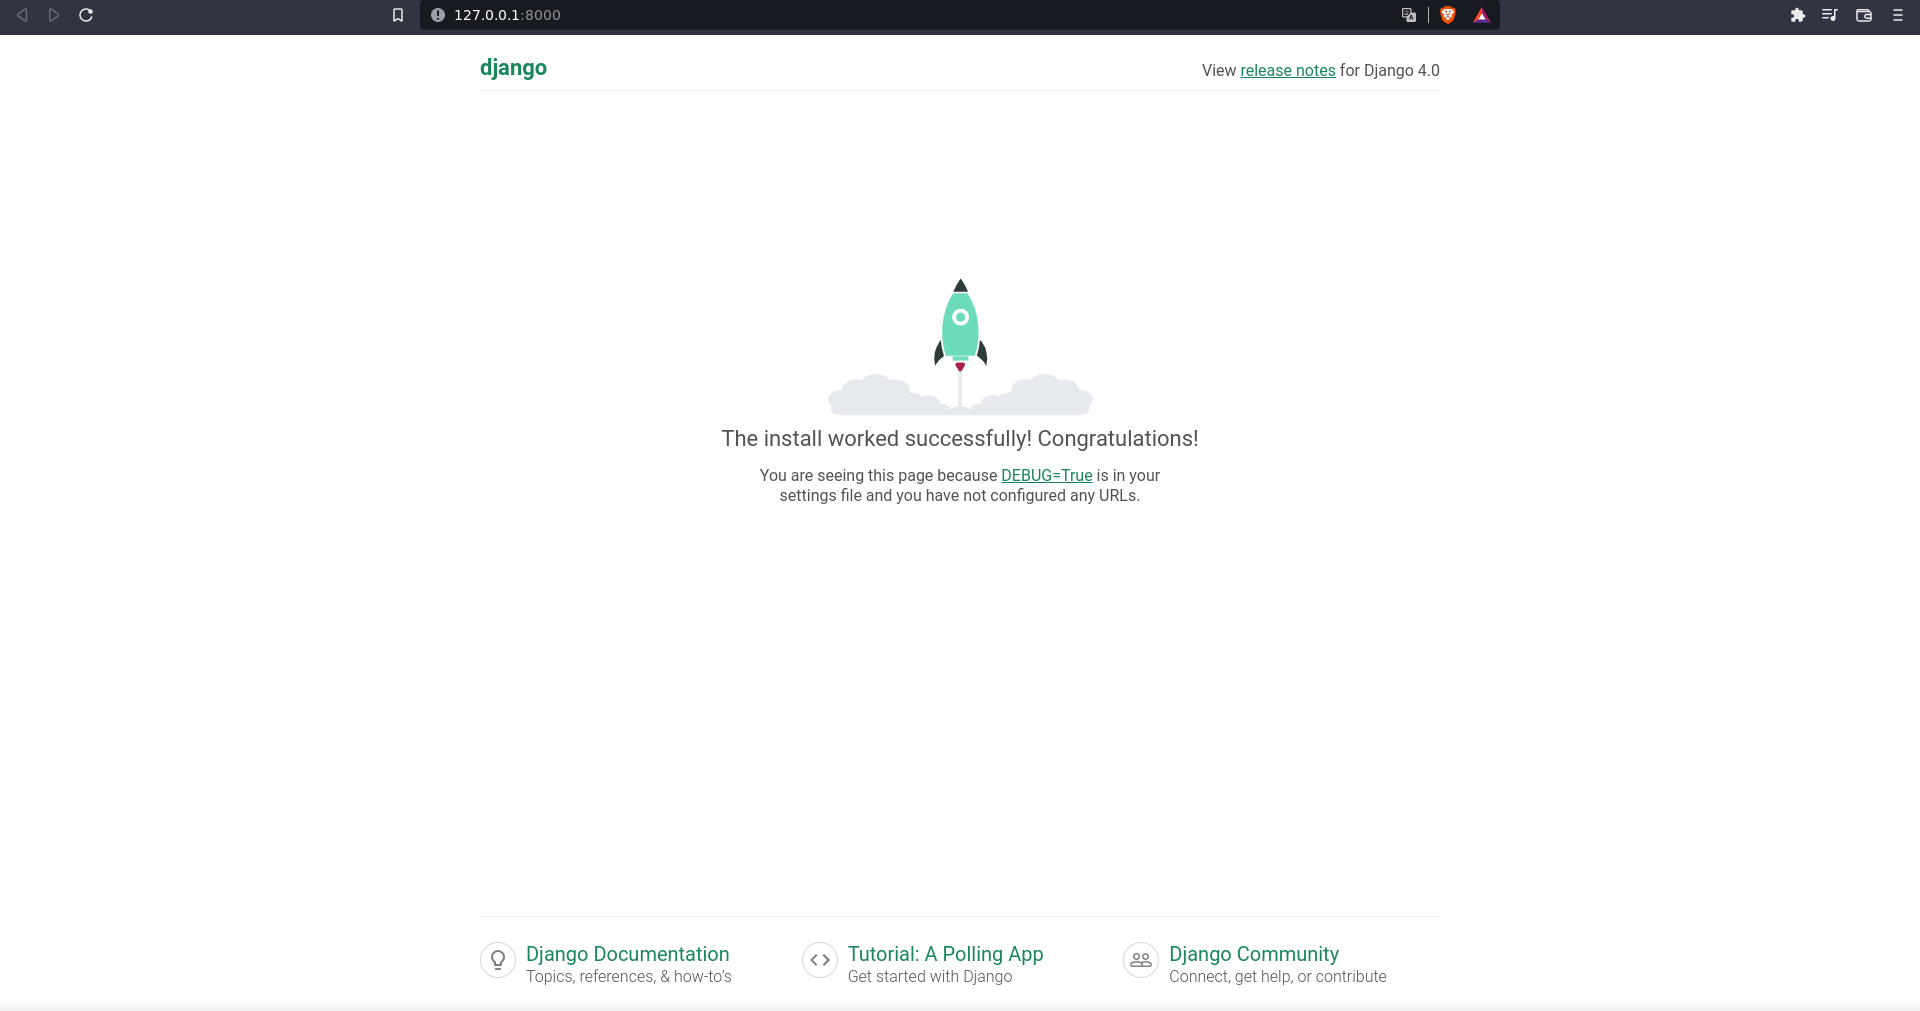 127.0.0.1:8000
django
View release notes for Django 4.0
The install worked successfully! Congratulations!
You are seeing this page because DEBUG=True is in your
settings file and you have not configured any URLs.
Django Documentation
Topics, references, & how-to’s
Tutorial: A Polling App
Get started with Django
Django Community
Connect, get help, or contribute